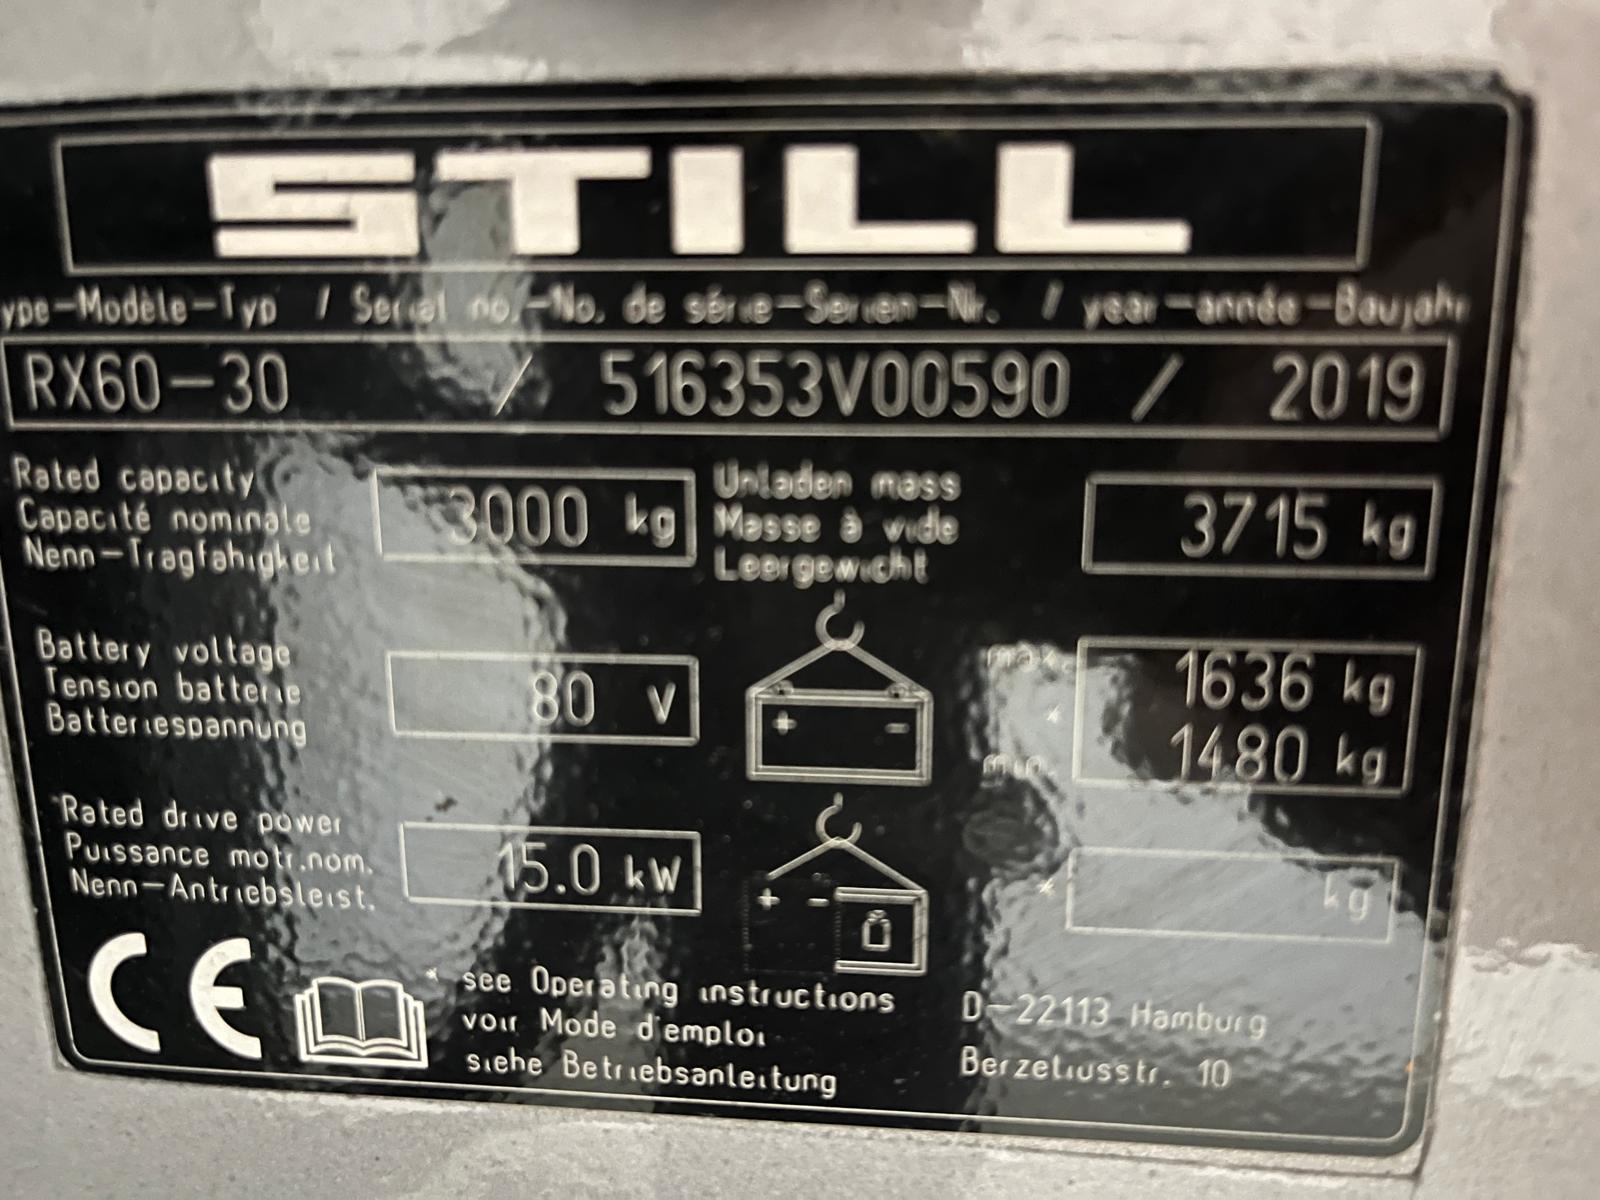 STILL
ype-Modèle-Typ / Serial no.-No. de série-Serien-Nr. / year-année-Baujahr
RX60-30 / 516353V00590 / 2019
Rated capacity
Capacité nominale
Nenn-Tragfähigkeit
3000 kg
Unladen mass
Masse à vide
Leergewicht
3715 kg
Battery voltage
Tension batterie
Batteriespannung
80 V
+ -
max.
*
min.
1636 kg
1480 kg
Rated drive power
Puissance motr.nom.
Nenn-Antriebsleist.
15.0 kW
+ -
* kg
CE
* see Operating instructions
voir Mode d'emploi
siehe Betriebsanleitung
D-22113 Hamburg
Berzeliusstr. 10